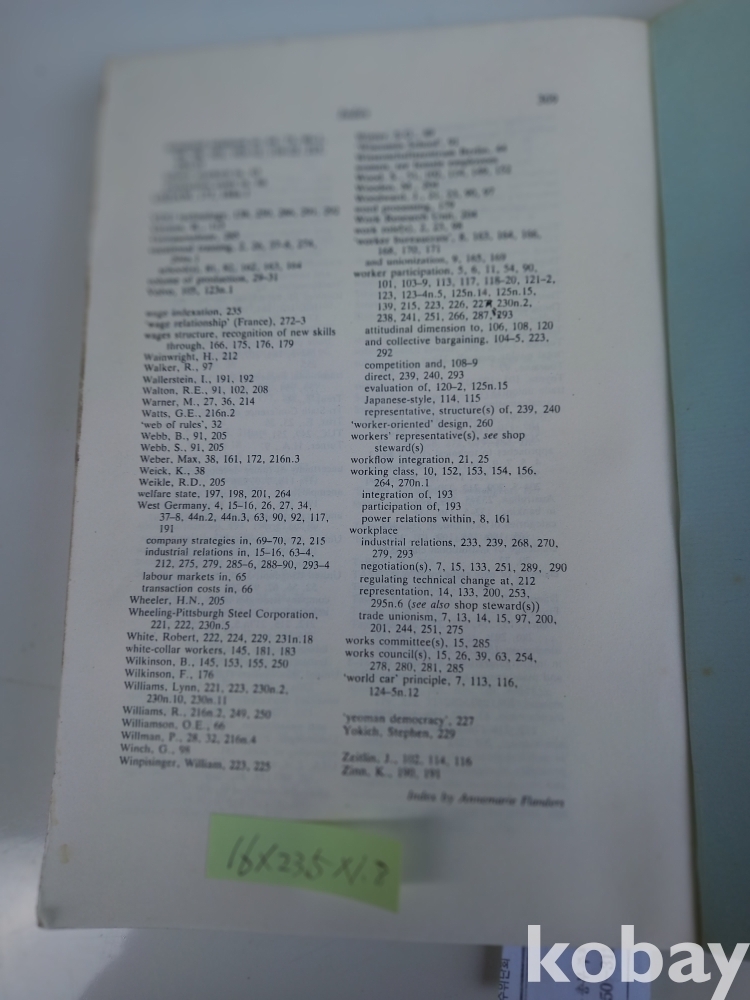 Index
309
wage indexation, 235
'wage relationship' (France), 272–3
wages structure, recognition of new skills
through, 166, 175, 176, 179
Wainwright, H., 212
Walker, R., 97
Wallerstein, I., 191, 192
Walton, R.E., 91, 102, 208
Warner, M., 27, 36, 214
Watts, G.E., 216n.2
'web of rules', 32
Webb, B., 91, 205
Webb, S., 91, 205
Weber, Max, 38, 161, 172, 216n.3
Weick, K., 38
Weikle, R.D., 205
welfare state, 197, 198, 201, 264
West Germany, 4, 15–16, 26, 27, 34,
37–8, 44n.2, 44n.3, 63, 90, 92, 117,
191
company strategies in, 69–70, 72, 215
industrial relations in, 15–16, 63–4,
212, 275, 279, 285–6, 288–90, 293–4
labour markets in, 65
transaction costs in, 66
Wheeler, H.N., 205
Wheeling-Pittsburgh Steel Corporation,
221, 222, 230n.5
White, Robert, 222, 224, 229, 231n.18
white-collar workers, 145, 181, 183
Wilkinson, B., 145, 153, 155, 250
Wilkinson, F., 176
Williams, Lynn, 221, 223, 230n.2,
230n.10, 230n.11
Williams, R., 216n.2, 249, 250
Williamson, O.E., 66
Willman, P., 28, 32, 216n.4
Winch, G., 98
Winpisinger, William, 223, 225
word processing, 179
Work Research Unit, 204
'worker bureaucrats', 8, 163, 164, 166,
168, 170, 171
and unionization, 9, 165, 169
worker participation, 5, 6, 11, 54, 90,
101, 103–9, 113, 117, 118–20, 121–2,
123, 123–4n.5, 125n.14, 125n.15,
139, 215, 223, 226, 230n.2,
238, 241, 251, 266, 287, 293
attitudinal dimension to, 106, 108, 120
and collective bargaining, 104–5, 223,
292
competition and, 108–9
direct, 239, 240, 293
evaluation of, 120–2, 125n.15
Japanese-style, 114, 115
representative, structure(s) of, 239, 240
'worker-oriented' design, 260
workers' representative(s), see shop
steward(s)
workflow integration, 21, 25
working class, 10, 152, 153, 154, 156,
264, 270n.1
integration of, 193
participation of, 193
power relations within, 8, 161
workplace
industrial relations, 233, 239, 268, 270,
279, 293
negotiation(s), 7, 15, 133, 251, 289, 290
regulating technical change at, 212
representation, 14, 133, 200, 253,
295n.6 (see also shop steward(s))
trade unionism, 7, 13, 14, 15, 97, 200,
201, 244, 251, 275
works committee(s), 15, 285
works council(s), 15, 26, 39, 63, 254,
278, 280, 281, 285
'world car' principle, 7, 113, 116,
124–5n.12
'yeoman democracy', 227
Yokich, Stephen, 229
Zeitlin, J., 102, 114, 116
Zinn, K., 190, 191
Index by Annemarie Flanders
16×23.5×1.8
kobay